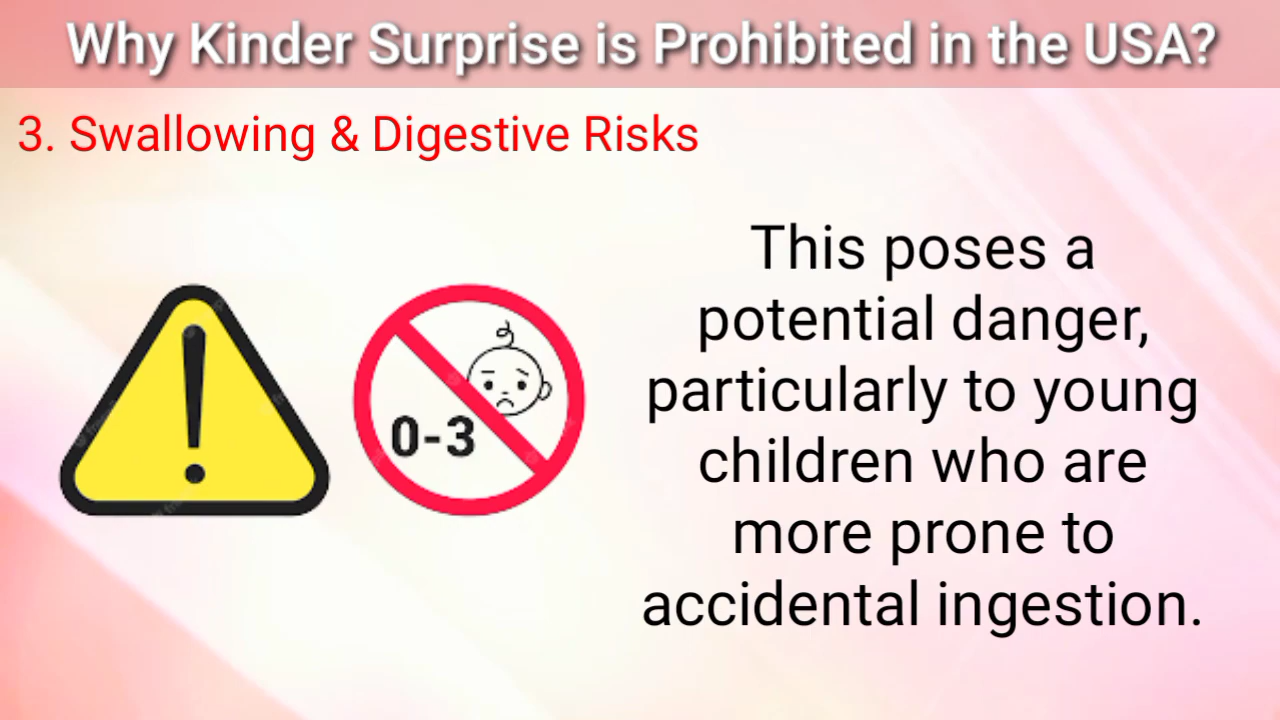 Why Kinder Surprise is Prohibited in the USA?
3. Swallowing & Digestive Risks
This poses a
potential danger,
particularly to young
children who are
more prone to
accidental ingestion.
0-3